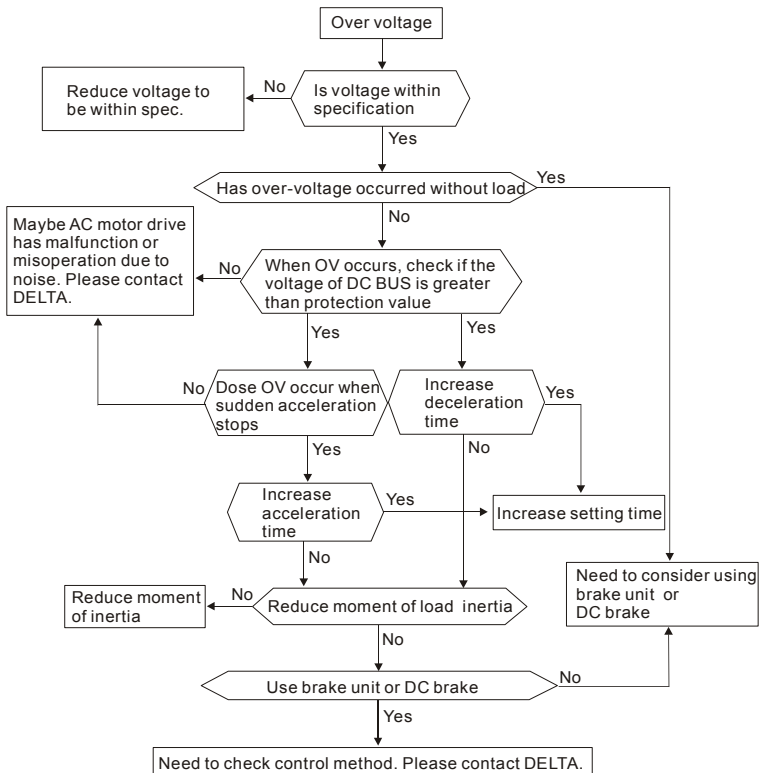 Over voltage
Reduce voltage to
be within spec.
No
Is voltage within
specification
Yes
Has over-voltage occurred without load
Yes
No
Maybe AC motor drive
has malfunction or
misoperation due to
noise. Please contact
DELTA.
No
When OV occurs, check if the
voltage of DC BUS is greater
than protection value
Yes
Yes
No
Dose OV occur when
sudden acceleration
stops
Increase
deceleration
time
Yes
Yes
No
Increase
acceleration
time
Yes
Increase setting time
No
Need to consider using
brake unit or
DC brake
Reduce moment
of inertia
No
Reduce moment of load inertia
No
Use brake unit or DC brake
No
Yes
Need to check control method. Please contact DELTA.